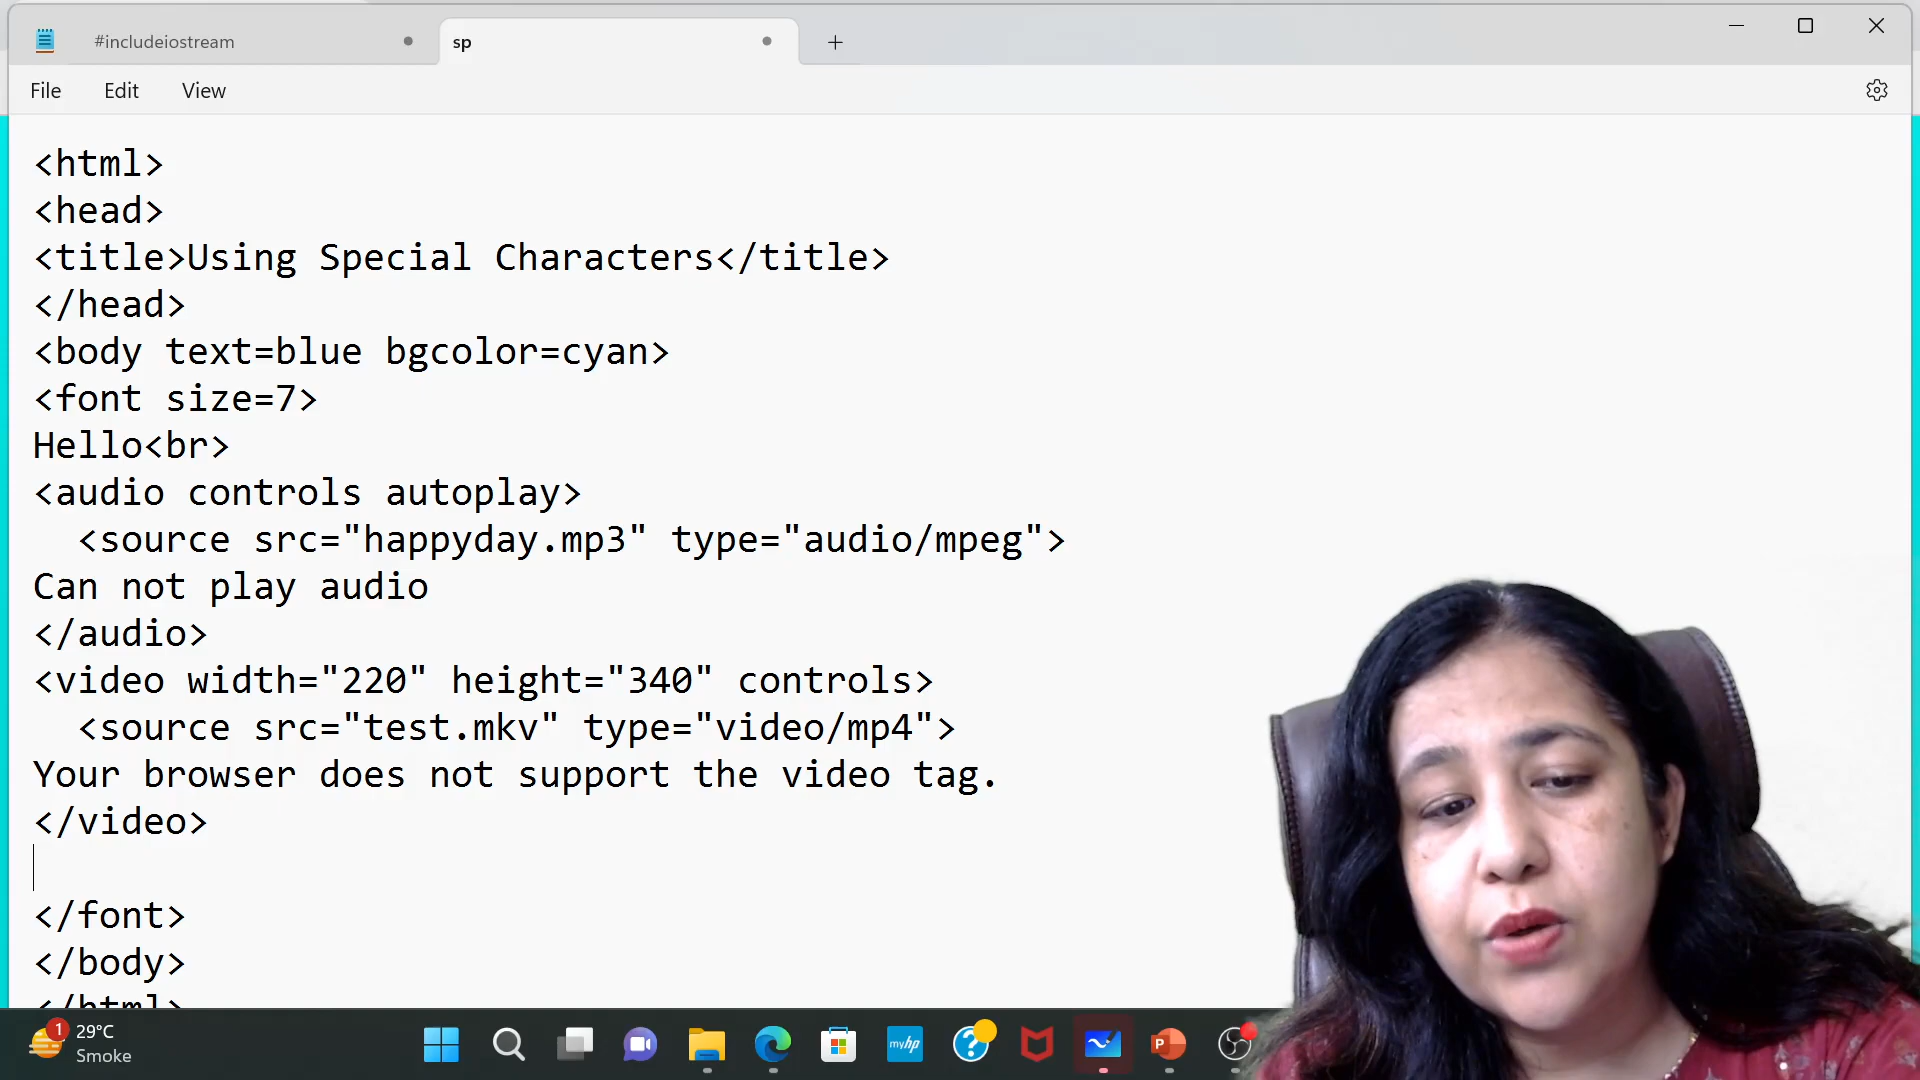 #includeiostream
sp
File Edit View
<html>
<head>
<title>Using Special Characters</title>
</head>
<body text=blue bgcolor=cyan>
<font size=7>
Hello<br>
<audio controls autoplay>
<source src="happyday.mp3" type="audio/mpeg">
Can not play audio
</audio>
<video width="220" height="340" controls>
<source src="test.mkv" type="video/mp4">
Your browser does not support the video tag.
</video>
</font>
</body>
</html>
1
29°C
Smoke
myhp
?
P